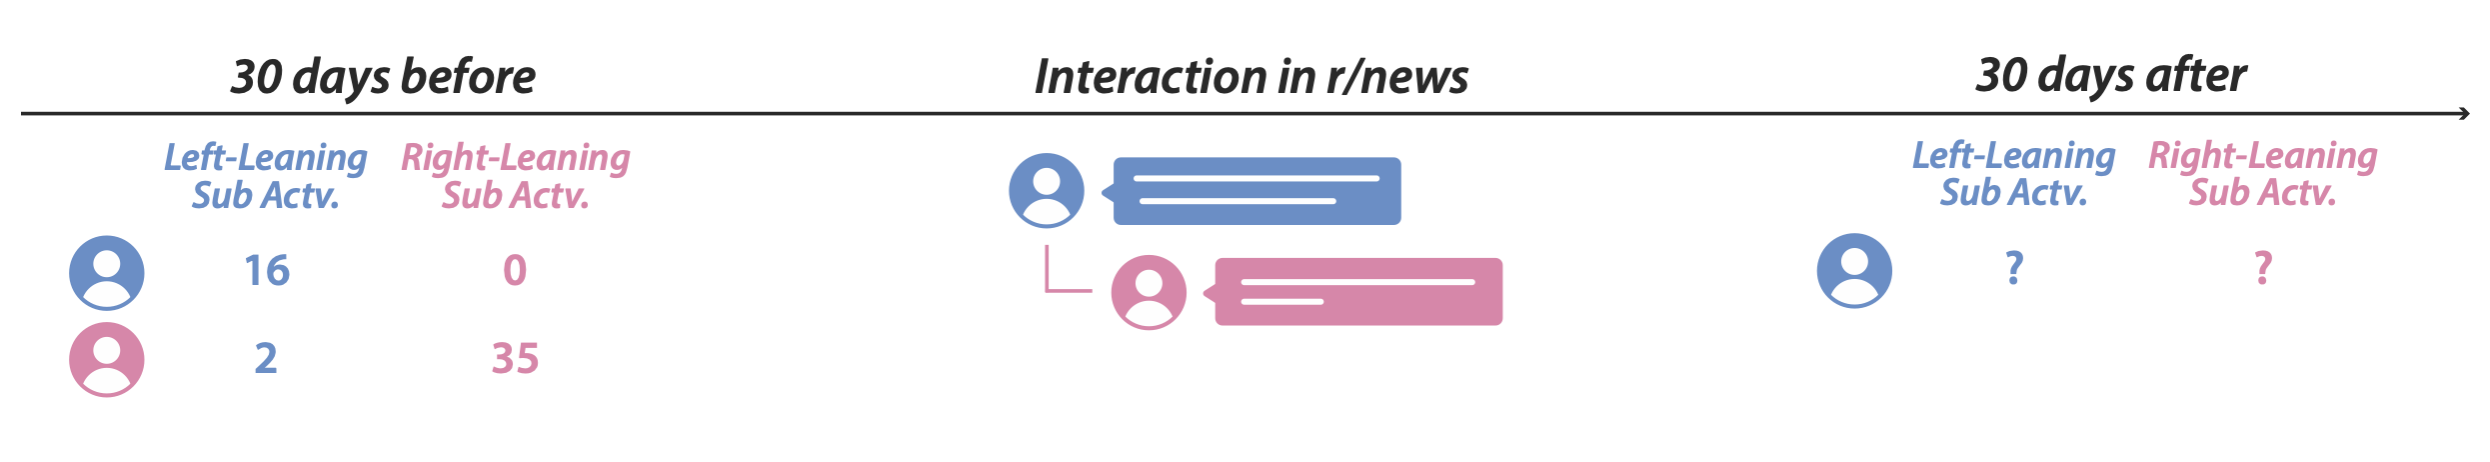 30 days before
Interaction in r/news
30 days after
Left-Leaning
Sub Actv.
Right-Leaning
Sub Actv.
Left-Leaning
Sub Actv.
Right-Leaning
Sub Actv.
16 0
? ?
2 35